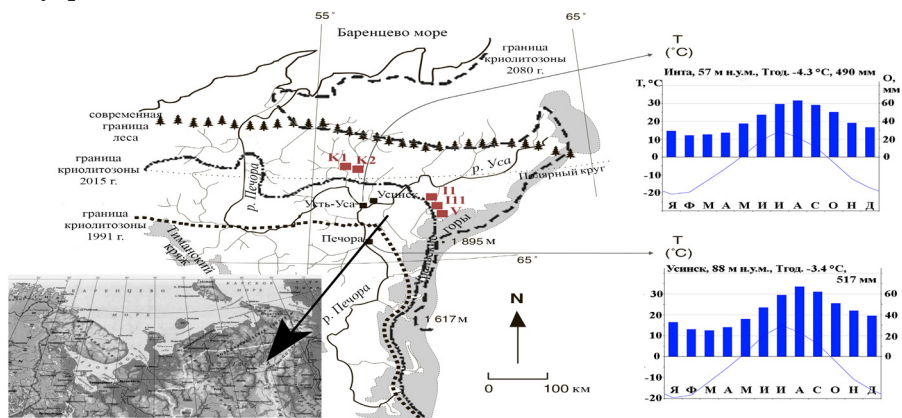 55
65
Баренцево море
граница
криолитозоны
2080 г.
современная
граница
леса
граница
криолитозоны
2015 г.
граница
криолитозоны
1991 г.
К1
К2
р. Уса
Полярный круг
I1
I11
V
р. Печора
Усинск
Усть-Уса
Печора
Горы
1 895 м
Тиманский
кряж
65
р. Печора
1 617 м
N
0
100 км
T
(°C)
Инта, 57 м н.у.м., Тгод. -4.3 °C, 490 мм
Т, °C
О,
мм
30
20
10
0
-10
-20
60
40
20
0
Я Ф М А М И И А С О Н Д
T
(°C)
Усинск, 88 м н.у.м., Тгод. -3.4 °C,
517 мм
30
20
10
0
-10
-20
60
40
20
0
Я Ф М А М И И А С О Н Д